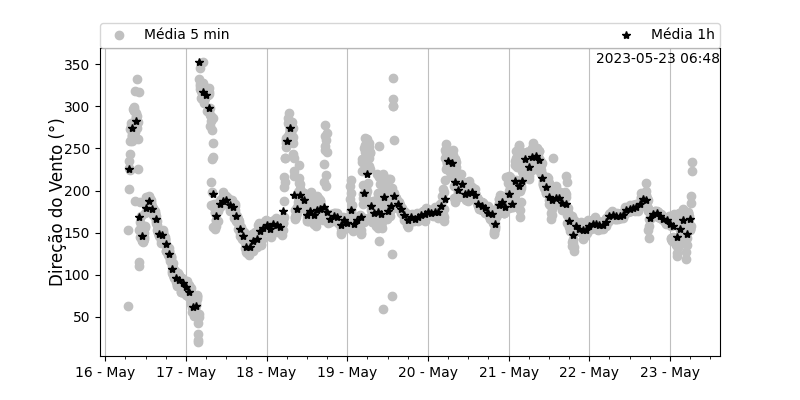 Média 5 min Média 1h
2023-05-23 06:48
Direção do Vento (°)
350
300
250
200
150
100
50
16 - May 17 - May 18 - May 19 - May 20 - May 21 - May 22 - May 23 - May